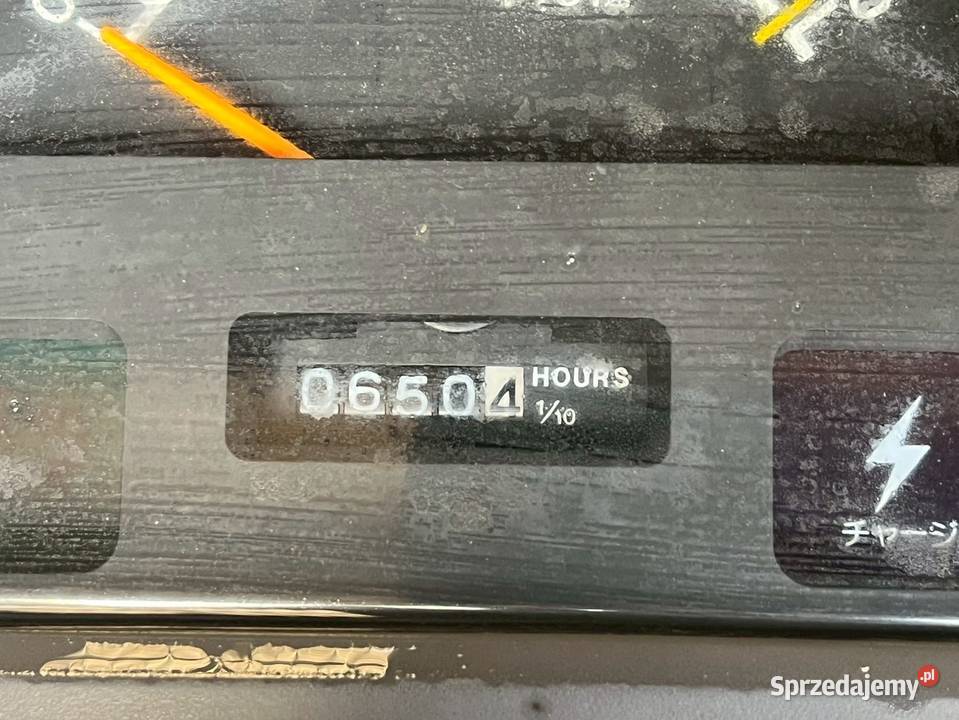 06504 HOURS
1/10
チャージ
Sprzedajemy.pl